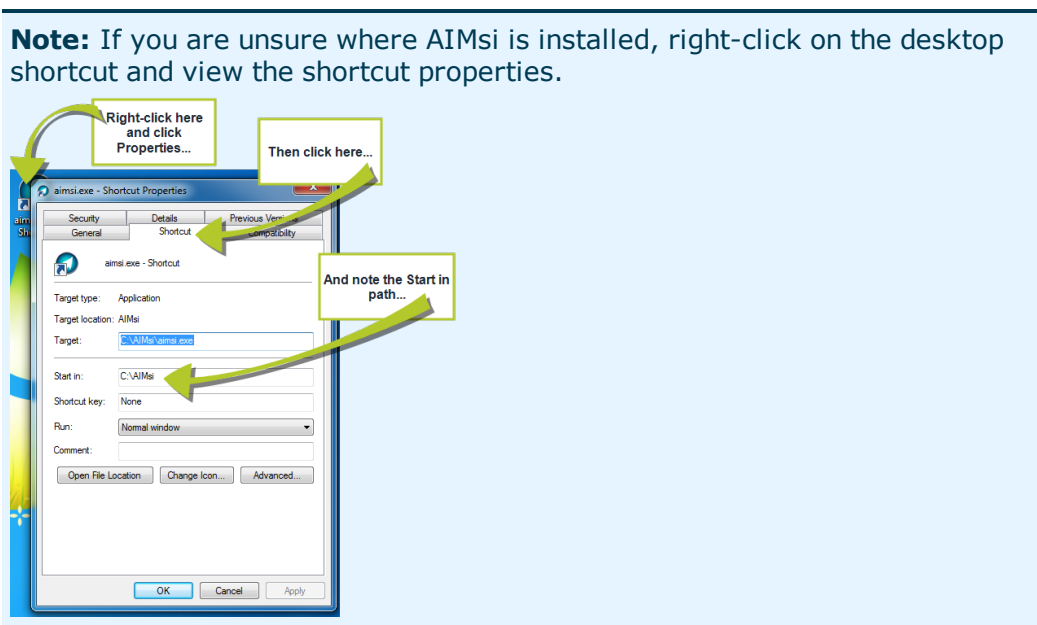 Note: If you are unsure where AIMsi is installed, right-click on the desktop
shortcut and view the shortcut properties.
Right-click here
and click
Properties...
Then click here...
aimsi.exe - Shortcut Properties
Security Details Previous Versions
General Shortcut Compatibility
aimsi.exe - Shortcut
And note the Start in
path...
Target type: Application
Target location: AIMsi
Target: C:\AIMsi\aimsi.exe
Start in: C:\AIMsi
Shortcut key: None
Run: Normal window
Comment:
Open File Location Change Icon... Advanced...
OK Cancel Apply